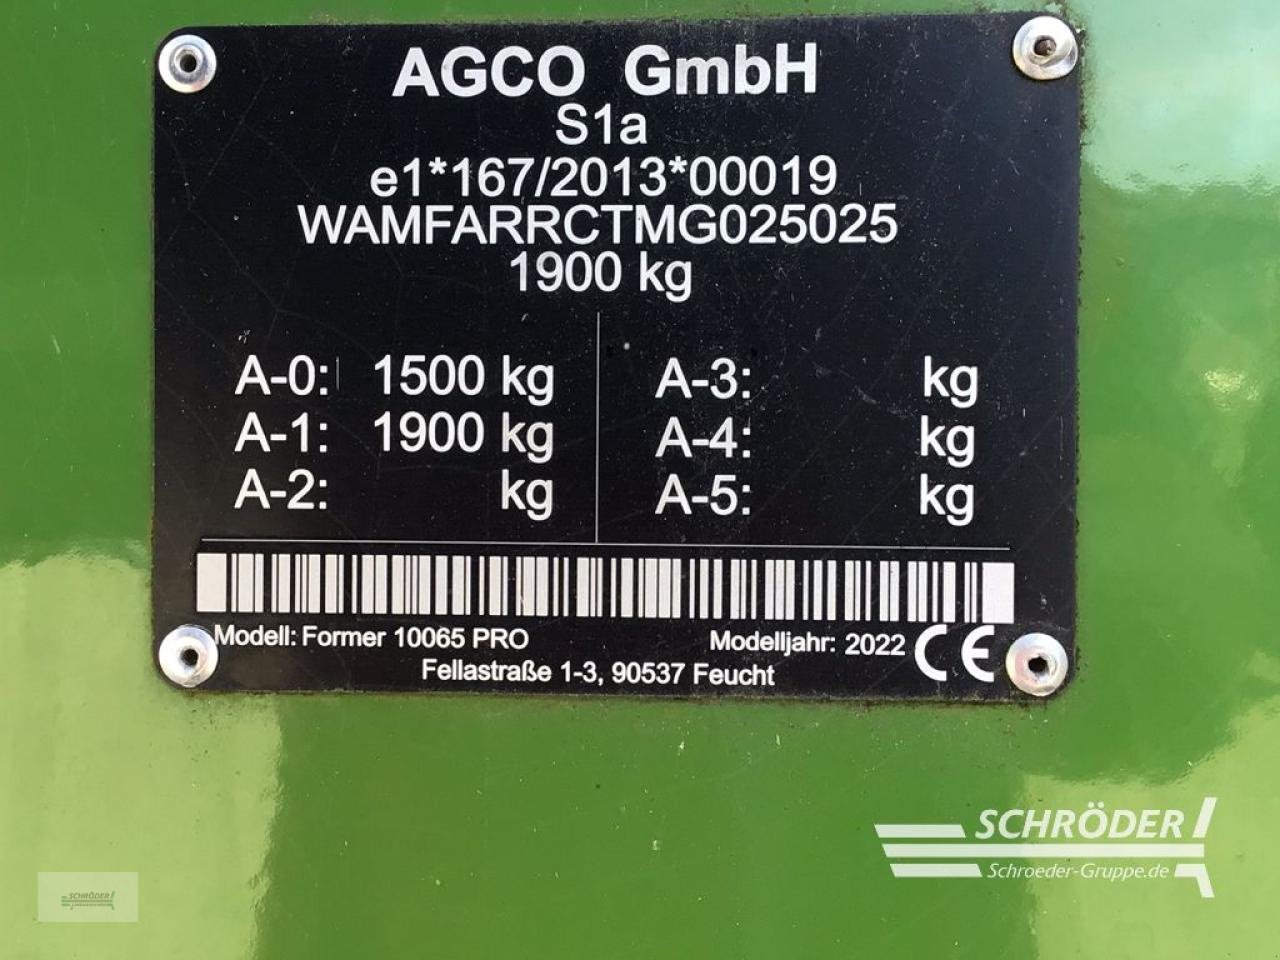 AGCO GmbH
S1a
e1*167/2013*00019
WAMFARRCTMG025025
1900 kg
A-0: 1500 kg
A-1: 1900 kg
A-2: kg
A-3: kg
A-4: kg
A-5: kg
Modell: Former 10065 PRO
Modelljahr: 2022
CE
Fellastraße 1-3, 90537 Feucht
SCHRÖDER
Schroeder-Gruppe.de
SCHRÖDER